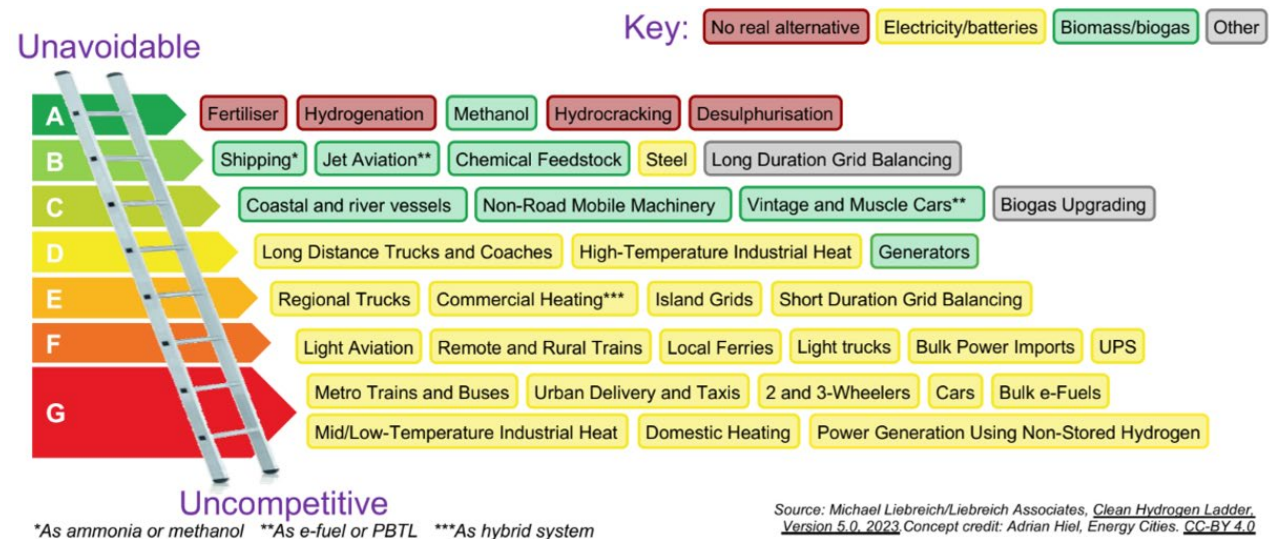 Key: No real alternative Electricity/batteries Biomass/biogas Other
Unavoidable
A Fertiliser Hydrogenation Methanol Hydrocracking Desulphurisation
B Shipping* Jet Aviation** Chemical Feedstock Steel Long Duration Grid Balancing
C Coastal and river vessels Non-Road Mobile Machinery Vintage and Muscle Cars** Biogas Upgrading
D Long Distance Trucks and Coaches High-Temperature Industrial Heat Generators
E Regional Trucks Commercial Heating*** Island Grids Short Duration Grid Balancing
F Light Aviation Remote and Rural Trains Local Ferries Light trucks Bulk Power Imports UPS
G Metro Trains and Buses Urban Delivery and Taxis 2 and 3-Wheelers Cars Bulk e-Fuels
Mid/Low-Temperature Industrial Heat Domestic Heating Power Generation Using Non-Stored Hydrogen
Uncompetitive
*As ammonia or methanol **As e-fuel or PBTL ***As hybrid system
Source: Michael Liebreich/Liebreich Associates, Clean Hydrogen Ladder,
Version 5.0, 2023. Concept credit: Adrian Hiel, Energy Cities. CC-BY 4.0